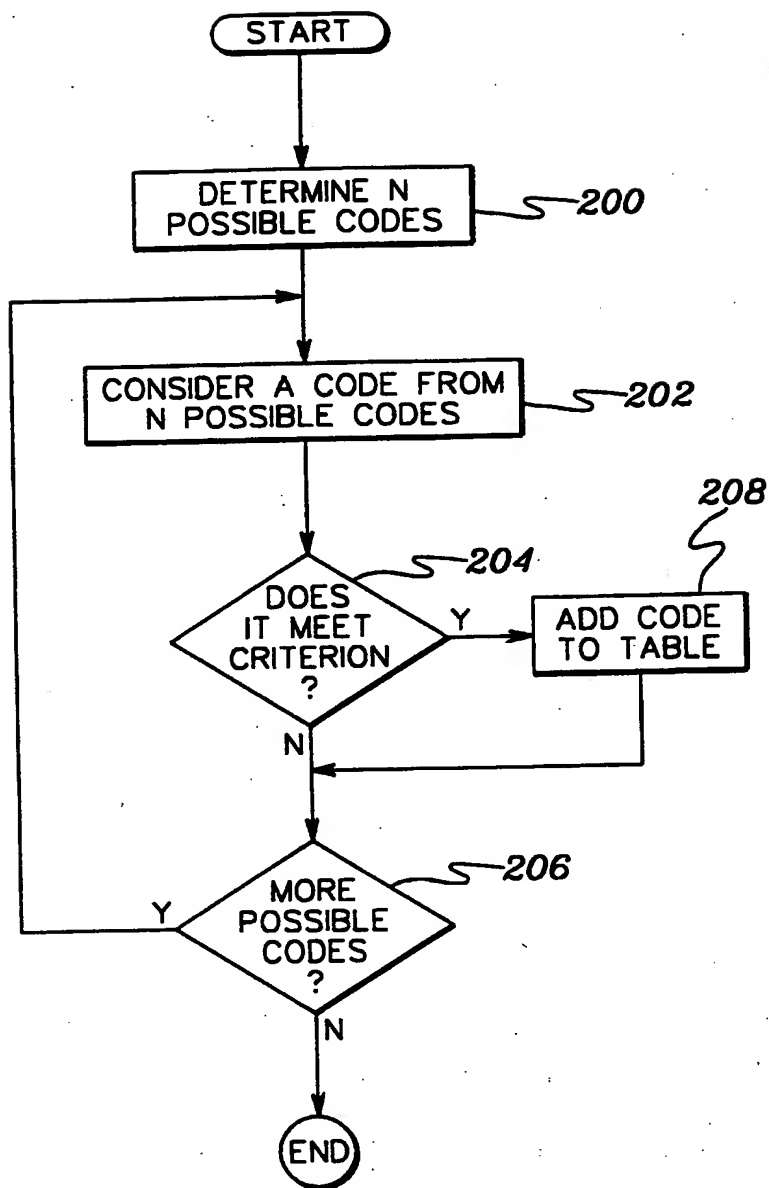 START
DETERMINE N
POSSIBLE CODES
200
CONSIDER A CODE FROM
N POSSIBLE CODES
202
208
204
DOES
IT MEET
CRITERION
?
Y
ADD CODE
TO TABLE
N
206
MORE
POSSIBLE
CODES
?
Y
N
END